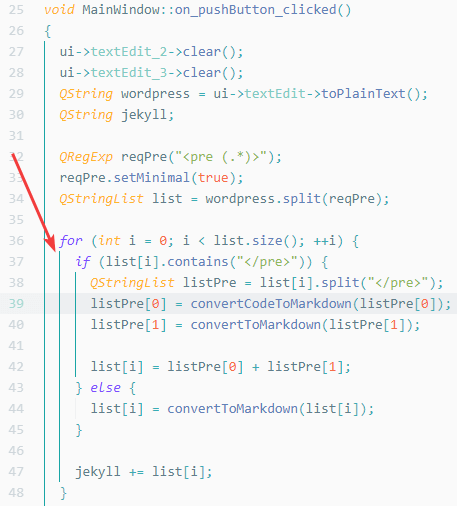 25 void MainWindow::on_pushButton_clicked()
26 {
27 ui->textEdit_2->clear();
28 ui->textEdit_3->clear();
29 QString wordpress = ui->textEdit->toPlainText();
30 QString jekyll;
31
32 QRegExp reqPre("<pre (.*)>");
33 reqPre.setMinimal(true);
34 QStringList list = wordpress.split(reqPre);
35
36 for (int i = 0; i < list.size(); ++i) {
37 if (list[i].contains("</pre>")) {
38 QStringList listPre = list[i].split("</pre>");
39 listPre[0] = convertCodeToMarkdown(listPre[0]);
40 listPre[1] = convertToMarkdown(listPre[1]);
41
42 list[i] = listPre[0] + listPre[1];
43 } else {
44 list[i] = convertToMarkdown(list[i]);
45 }
46
47 jekyll += list[i];
48 }